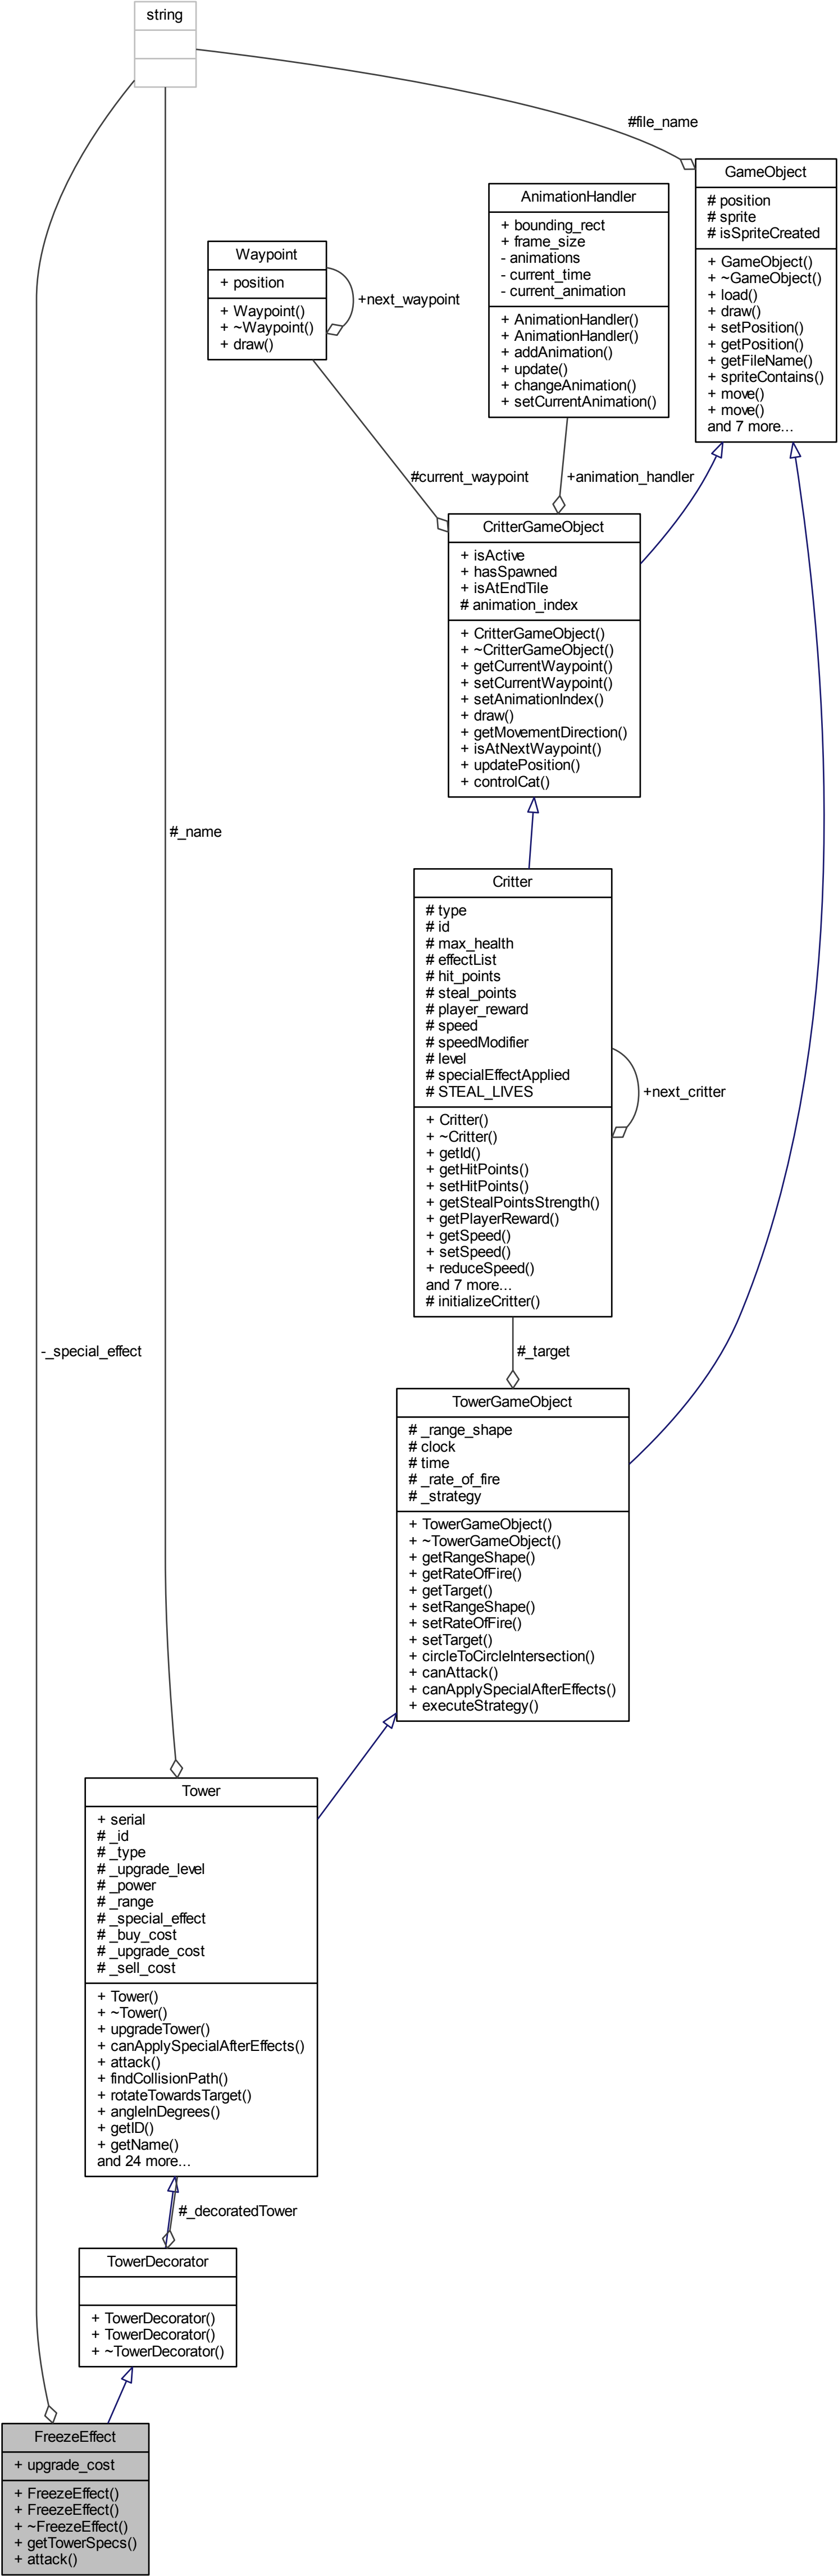 string
#file_name
GameObject
# position
# sprite
# isSpriteCreated
+ GameObject()
+ ~GameObject()
+ load()
+ draw()
+ setPosition()
+ getPosition()
+ getFileName()
+ spriteContains()
+ move()
+ move()
and 7 more...
AnimationHandler
+ bounding_rect
+ frame_size
- animations
- current_time
- current_animation
+ AnimationHandler()
+ AnimationHandler()
+ addAnimation()
+ update()
+ changeAnimation()
+ setCurrentAnimation()
Waypoint
+ position
+ Waypoint()
+ ~Waypoint()
+ draw()
+next_waypoint
#current_waypoint
+animation_handler
CritterGameObject
+ isActive
+ hasSpawned
+ isAtEndTile
# animation_index
+ CritterGameObject()
+ ~CritterGameObject()
+ getCurrentWaypoint()
+ setCurrentWaypoint()
+ setAnimationIndex()
+ draw()
+ getMovementDirection()
+ isAtNextWaypoint()
+ updatePosition()
+ controlCat()
#_name
Critter
# type
# id
# max_health
# effectList
# hit_points
# steal_points
# player_reward
# speed
# speedModifier
# level
# specialEffectApplied
# STEAL_LIVES
+ Critter()
+ ~Critter()
+ getId()
+ getHitPoints()
+ setHitPoints()
+ getStealPointsStrength()
+ getPlayerReward()
+ getSpeed()
+ setSpeed()
+ reduceSpeed()
and 7 more...
# initializeCritter()
+next_critter
-_special_effect
#_target
TowerGameObject
# _range_shape
# clock
# time
# _rate_of_fire
# _strategy
+ TowerGameObject()
+ ~TowerGameObject()
+ getRangeShape()
+ getRateOfFire()
+ getTarget()
+ setRangeShape()
+ setRateOfFire()
+ setTarget()
+ circleToCircleIntersection()
+ canAttack()
+ canApplySpecialAfterEffects()
+ executeStrategy()
Tower
+ serial
# _id
# _type
# _upgrade_level
# _power
# _range
# _special_effect
# _buy_cost
# _upgrade_cost
# _sell_cost
+ Tower()
+ ~Tower()
+ upgradeTower()
+ canApplySpecialAfterEffects()
+ attack()
+ findCollisionPath()
+ rotateTowardsTarget()
+ angleInDegrees()
+ getID()
+ getName()
and 24 more...
#_decoratedTower
TowerDecorator
+ TowerDecorator()
+ TowerDecorator()
+ ~TowerDecorator()
FreezeEffect
+ upgrade_cost
+ FreezeEffect()
+ FreezeEffect()
+ ~FreezeEffect()
+ getTowerSpecs()
+ attack()